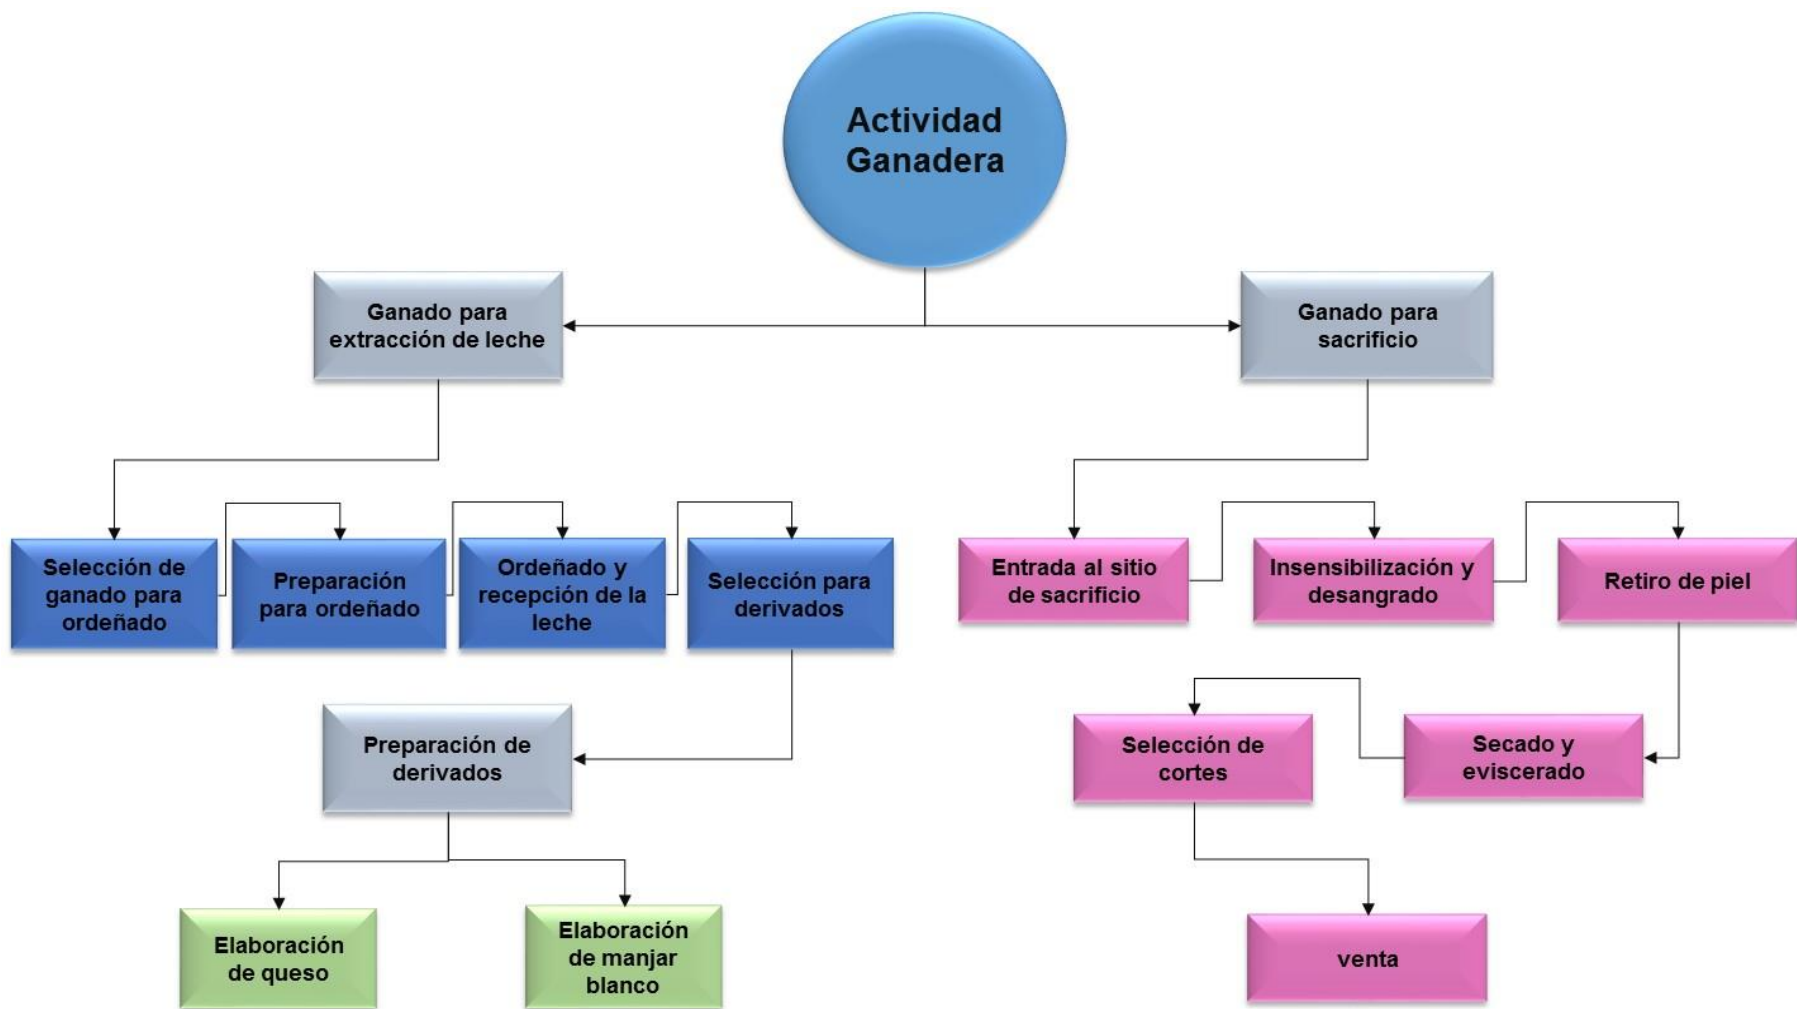 Actividad
Ganadera
Ganado para
extracción de leche
Ganado para
sacrificio
Selección de
ganado para
ordeñado
Preparación
para ordeñado
Ordeñado y
recepción de la
leche
Selección para
derivados
Entrada al sitio
de sacrificio
Insensibilización y
desangrado
Retiro de piel
Preparación de
derivados
Selección de
cortes
Secado y
eviscerado
Elaboración
de queso
Elaboración
de manjar
blanco
venta